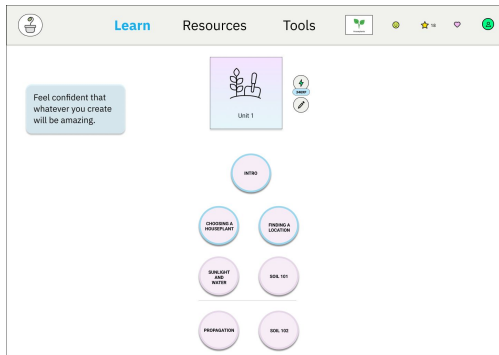 Learn Resources Tools
18
Feel confident that
whatever you create
will be amazing.
Unit 1
INTRO
CHOOSING A
HOUSEPLANT
FINDING A
LOCATION
SUNLIGHT
AND
WATER
SOIL 101
PROPAGATION
SOIL 102